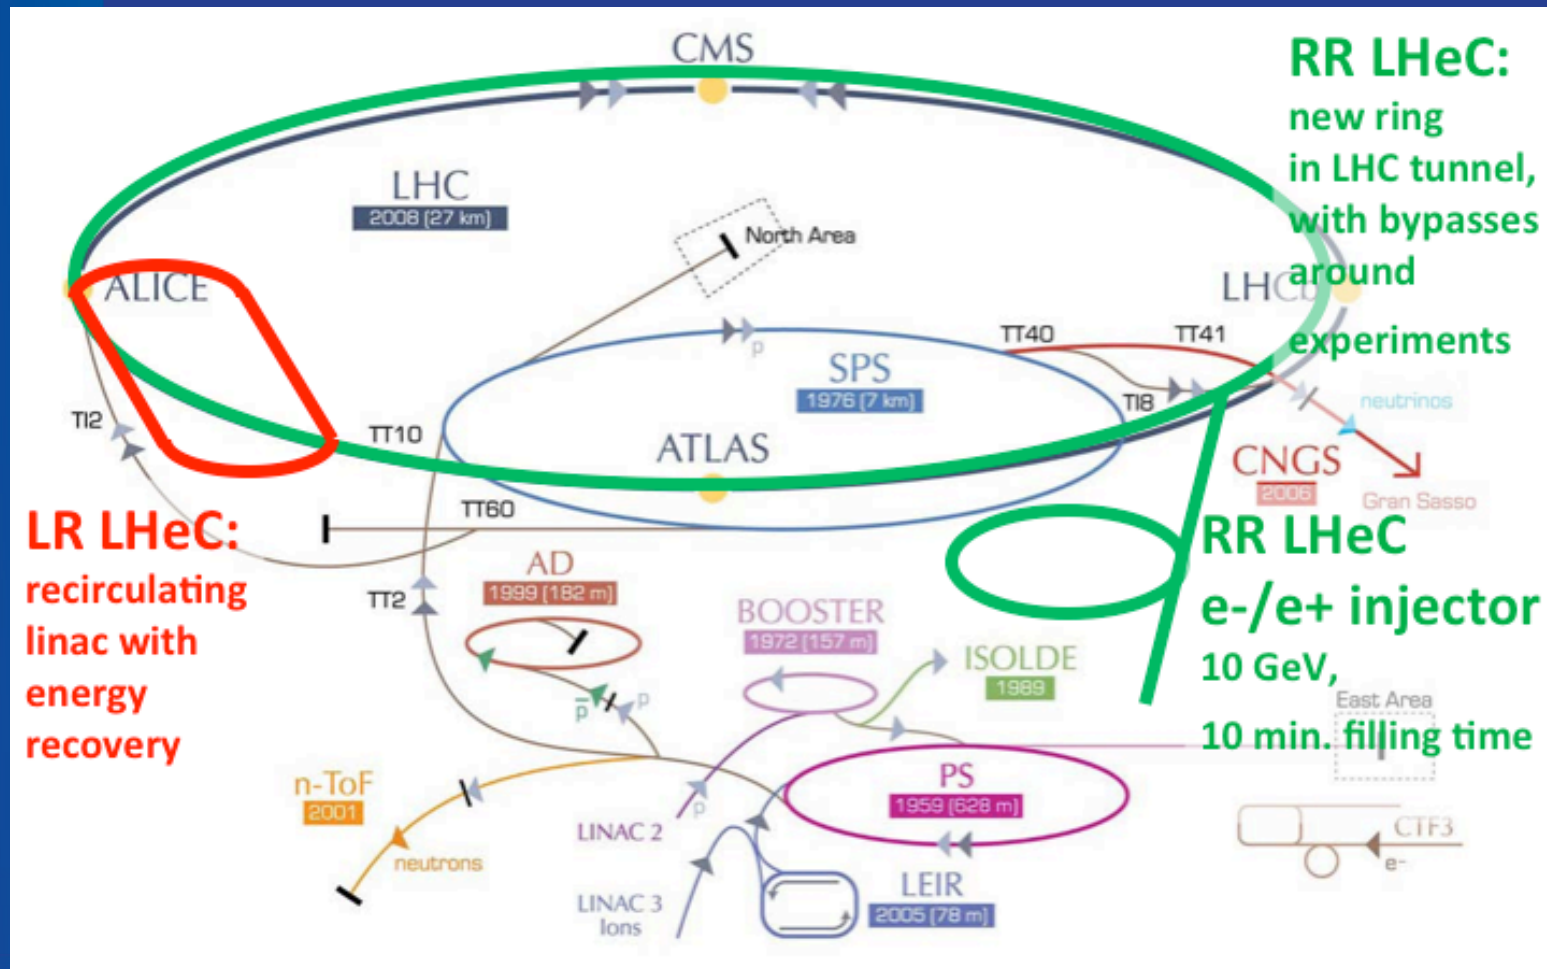 CMS
RR LHeC:
new ring
in LHC tunnel,
with bypasses
around
experiments
LHC
2008 (27 km)
North Area
ALICE
LHCb
TT40
TT41
p
SPS
1976 (7 km)
TI8
neutrinos
TI2
TT10
ATLAS
CNGS
2006
Gran Sasso
TT60
LR LHeC:
recirculating
linac with
energy
recovery
RR LHeC
e-/e+ injector
10 GeV,
10 min. filling time
AD
1999 (182 m)
TT2
BOOSTER
1972 (157 m)
ISOLDE
1989
p̅
p
East Area
n-ToF
2001
PS
1959 (628 m)
p
LINAC 2
neutrons
CTF3
e-
LEIR
2005 (78 m)
LINAC 3
Ions